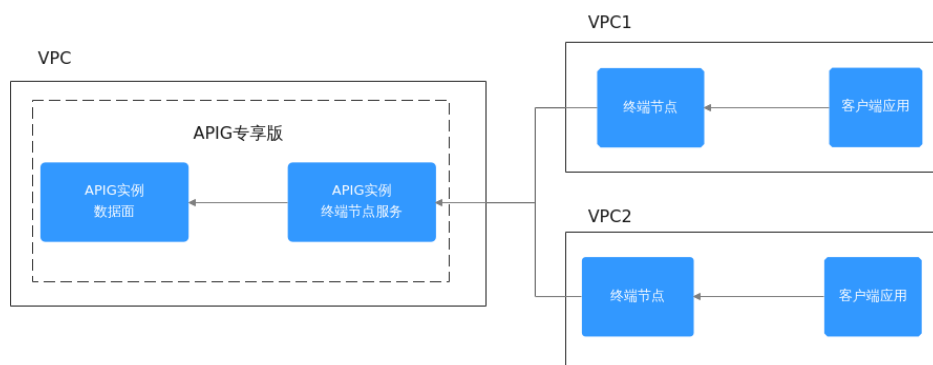 VPC
APIG专享版
APIG实例
数据面
APIG实例
终端节点服务
VPC1
终端节点
客户端应用
VPC2
终端节点
客户端应用